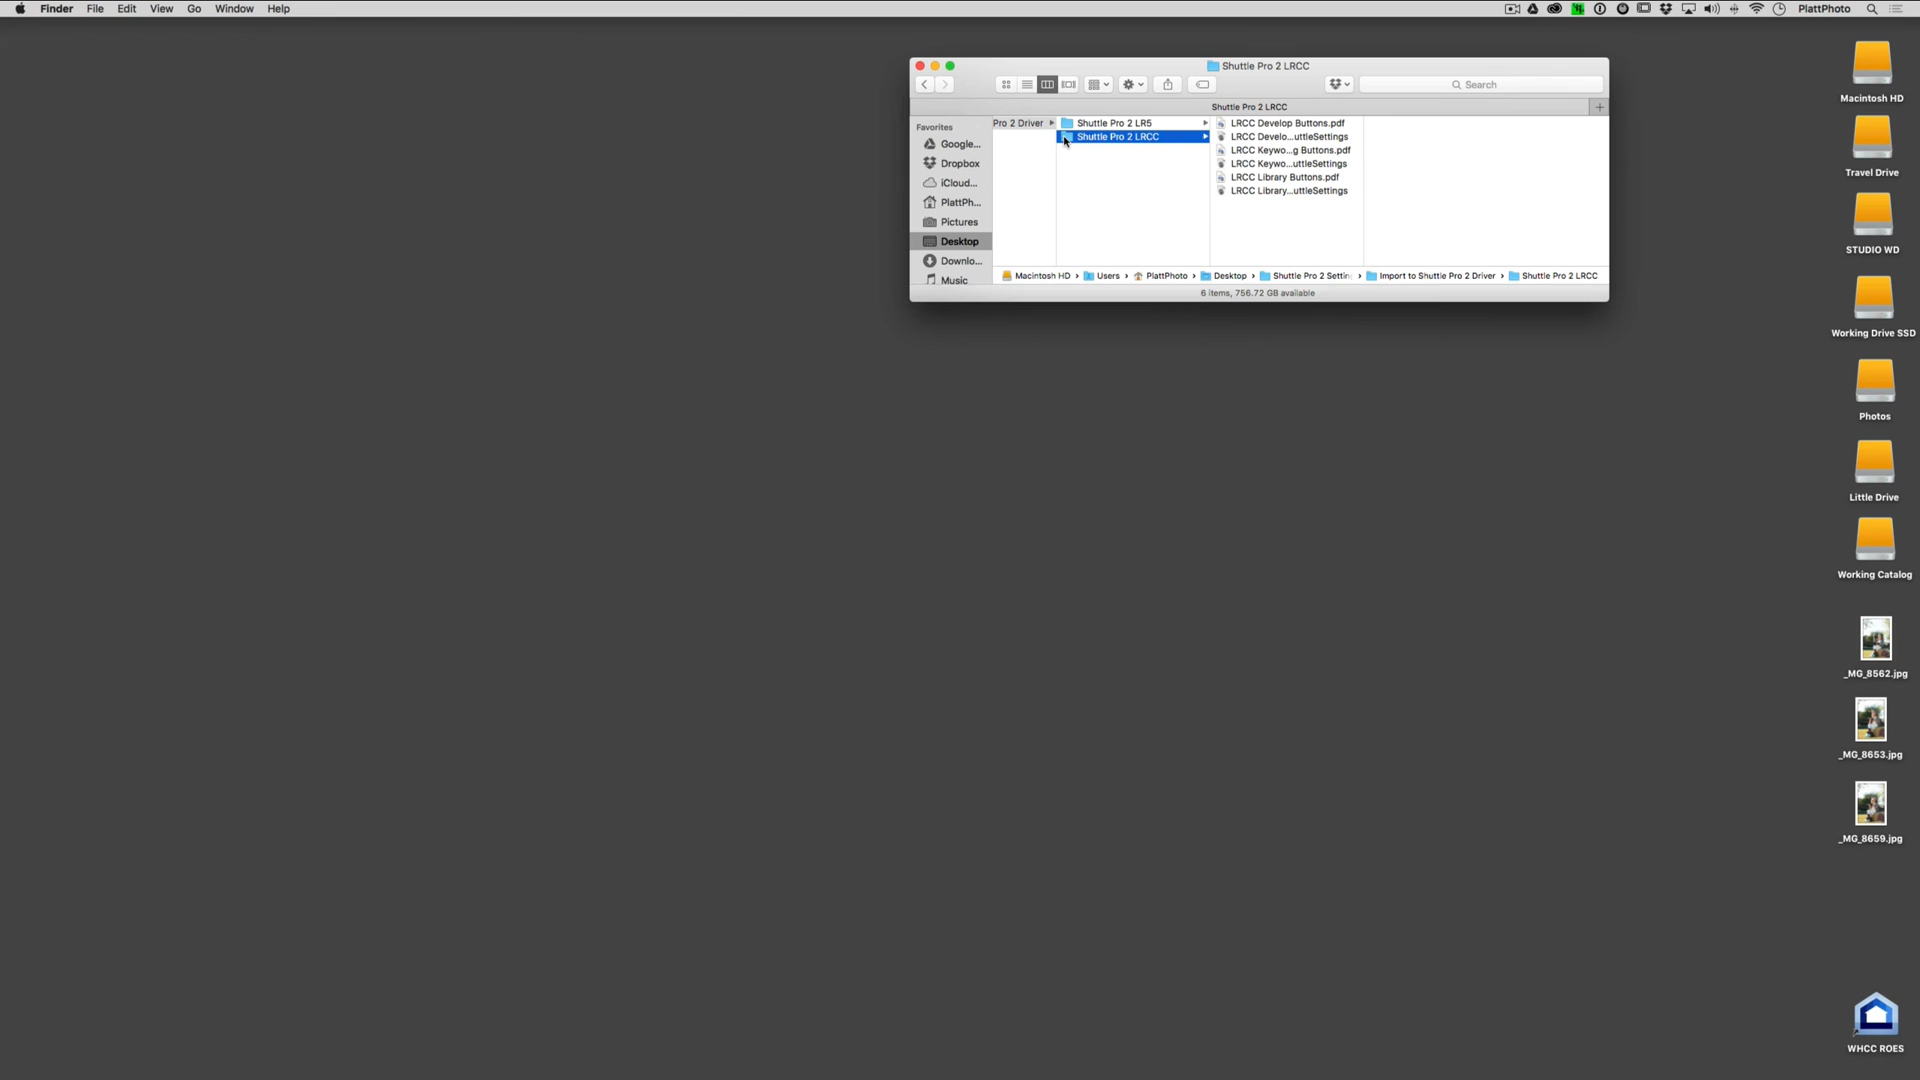 Finder File Edit View Go Window Help
PlattPhoto
Shuttle Pro 2 LRCC
Search
Shuttle Pro 2 LRCC
Favorites
Google...
Dropbox
iCloud...
PlattPh...
Pictures
Desktop
Downlo...
Music
Pro 2 Driver
Shuttle Pro 2 LR5
Shuttle Pro 2 LRCC
LRCC Develop Buttons.pdf
LRCC Develo...uttleSettings
LRCC Keywo...g Buttons.pdf
LRCC Keywo...uttleSettings
LRCC Library Buttons.pdf
LRCC Library...uttleSettings
Macintosh HD › Users › PlattPhoto › Desktop › Shuttle Pro 2 Settin › Import to Shuttle Pro 2 Driver › Shuttle Pro 2 LRCC
6 items, 756.72 GB available
Macintosh HD
Travel Drive
STUDIO WD
Working Drive SSD
Photos
Little Drive
Working Catalog
_MG_8562.jpg
_MG_8653.jpg
_MG_8659.jpg
WHCC ROES